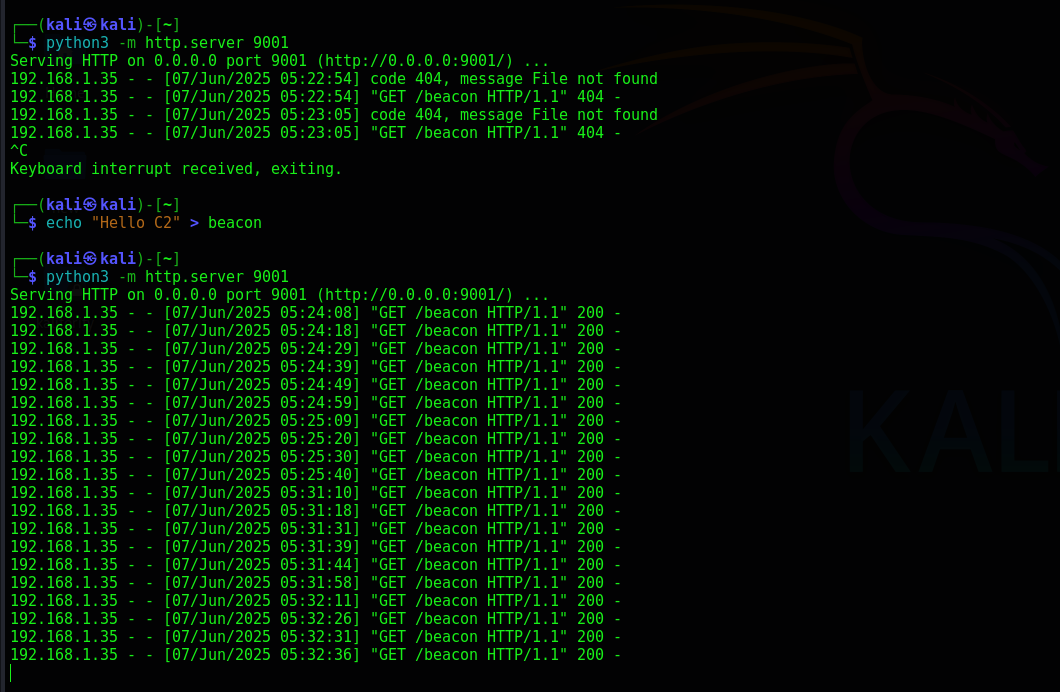 ┌──(kali㉿kali)-[~]
└─$ python3 -m http.server 9001
Serving HTTP on 0.0.0.0 port 9001 (http://0.0.0.0:9001/) ...
192.168.1.35 - - [07/Jun/2025 05:22:54] code 404, message File not found
192.168.1.35 - - [07/Jun/2025 05:22:54] "GET /beacon HTTP/1.1" 404 -
192.168.1.35 - - [07/Jun/2025 05:23:05] code 404, message File not found
192.168.1.35 - - [07/Jun/2025 05:23:05] "GET /beacon HTTP/1.1" 404 -
^C
Keyboard interrupt received, exiting.
┌──(kali㉿kali)-[~]
└─$ echo "Hello C2" > beacon
┌──(kali㉿kali)-[~]
└─$ python3 -m http.server 9001
Serving HTTP on 0.0.0.0 port 9001 (http://0.0.0.0:9001/) ...
192.168.1.35 - - [07/Jun/2025 05:24:08] "GET /beacon HTTP/1.1" 200 -
192.168.1.35 - - [07/Jun/2025 05:24:18] "GET /beacon HTTP/1.1" 200 -
192.168.1.35 - - [07/Jun/2025 05:24:29] "GET /beacon HTTP/1.1" 200 -
192.168.1.35 - - [07/Jun/2025 05:24:39] "GET /beacon HTTP/1.1" 200 -
192.168.1.35 - - [07/Jun/2025 05:24:49] "GET /beacon HTTP/1.1" 200 -
192.168.1.35 - - [07/Jun/2025 05:24:59] "GET /beacon HTTP/1.1" 200 -
192.168.1.35 - - [07/Jun/2025 05:25:09] "GET /beacon HTTP/1.1" 200 -
192.168.1.35 - - [07/Jun/2025 05:25:20] "GET /beacon HTTP/1.1" 200 -
192.168.1.35 - - [07/Jun/2025 05:25:30] "GET /beacon HTTP/1.1" 200 -
192.168.1.35 - - [07/Jun/2025 05:25:40] "GET /beacon HTTP/1.1" 200 -
192.168.1.35 - - [07/Jun/2025 05:31:10] "GET /beacon HTTP/1.1" 200 -
192.168.1.35 - - [07/Jun/2025 05:31:18] "GET /beacon HTTP/1.1" 200 -
192.168.1.35 - - [07/Jun/2025 05:31:31] "GET /beacon HTTP/1.1" 200 -
192.168.1.35 - - [07/Jun/2025 05:31:39] "GET /beacon HTTP/1.1" 200 -
192.168.1.35 - - [07/Jun/2025 05:31:44] "GET /beacon HTTP/1.1" 200 -
192.168.1.35 - - [07/Jun/2025 05:31:58] "GET /beacon HTTP/1.1" 200 -
192.168.1.35 - - [07/Jun/2025 05:32:11] "GET /beacon HTTP/1.1" 200 -
192.168.1.35 - - [07/Jun/2025 05:32:26] "GET /beacon HTTP/1.1" 200 -
192.168.1.35 - - [07/Jun/2025 05:32:31] "GET /beacon HTTP/1.1" 200 -
192.168.1.35 - - [07/Jun/2025 05:32:36] "GET /beacon HTTP/1.1" 200 -
KAL